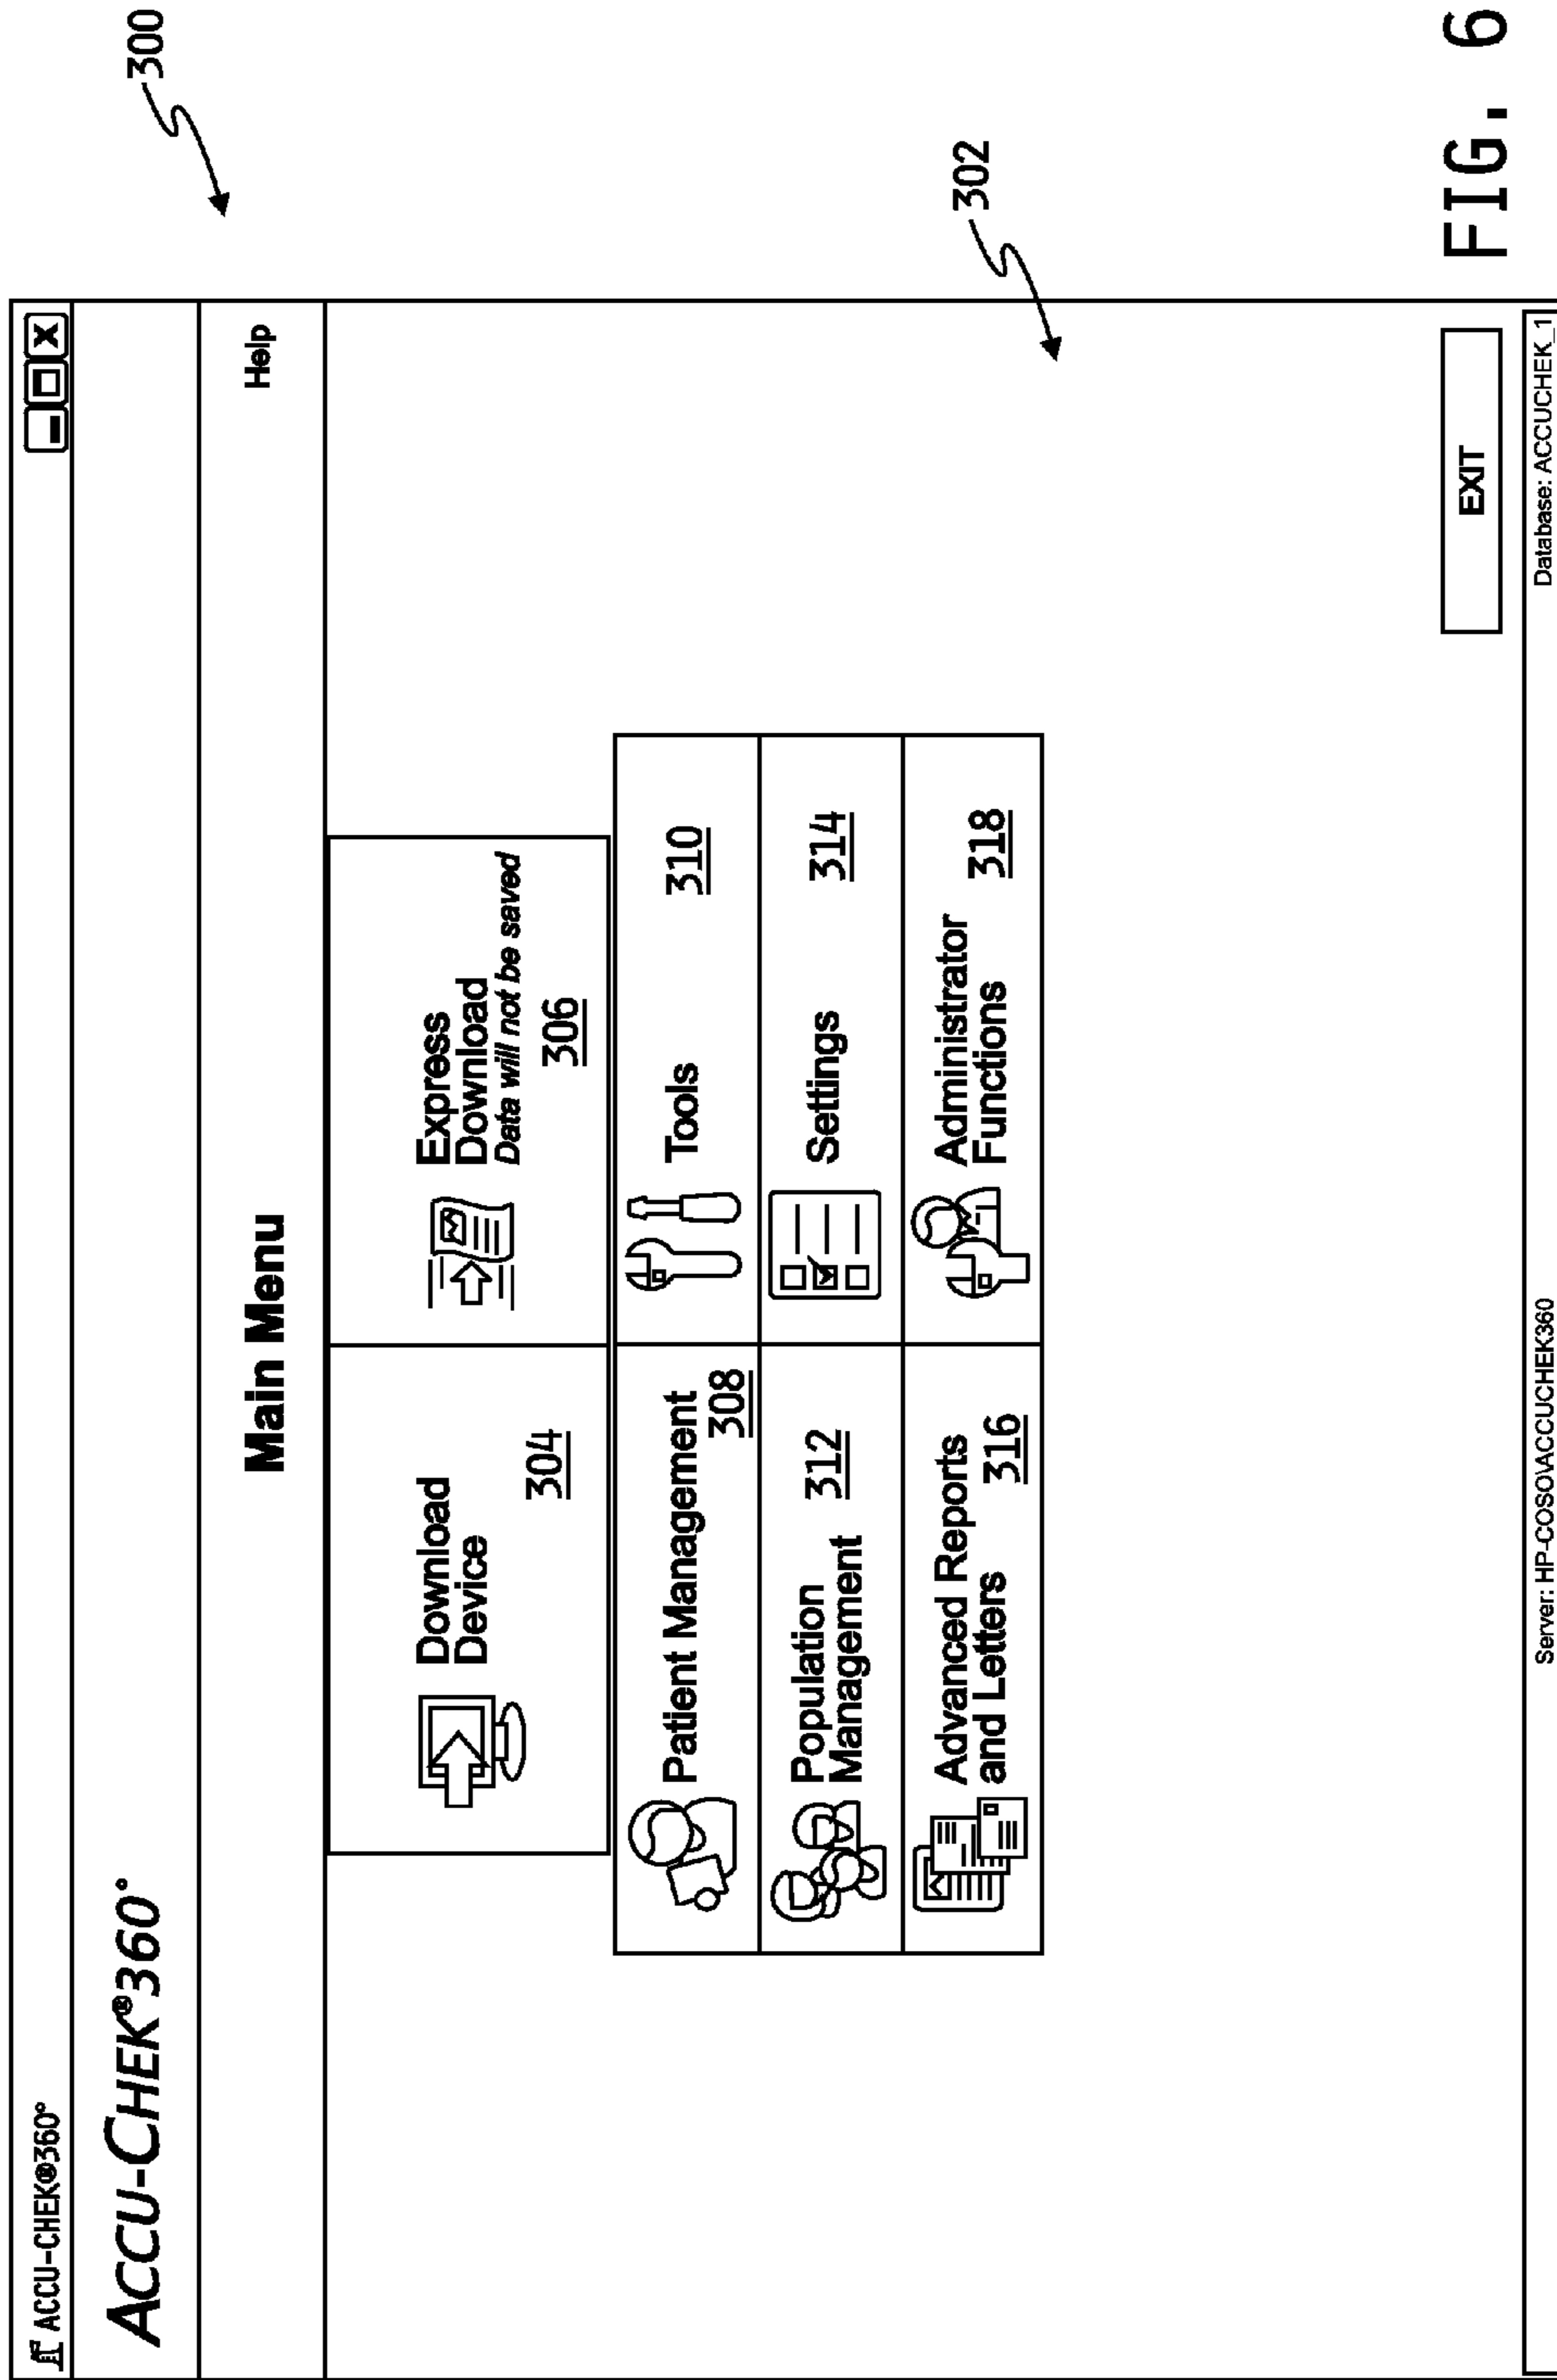 ACCU-CHEK®360°
ACCU-CHEK®360°
300
Main Menu
Help
Download
Device
304
Express
Download
Data will not be saved
306
Patient Management
308
Tools
310
Population
Management
312
Settings
314
Advanced Reports
and Letters
316
Administrator
Functions
318
302
EXIT
Server: HP-COSO\ACCUCHEK360
Database: ACCUCHEK_1
FIG. 6